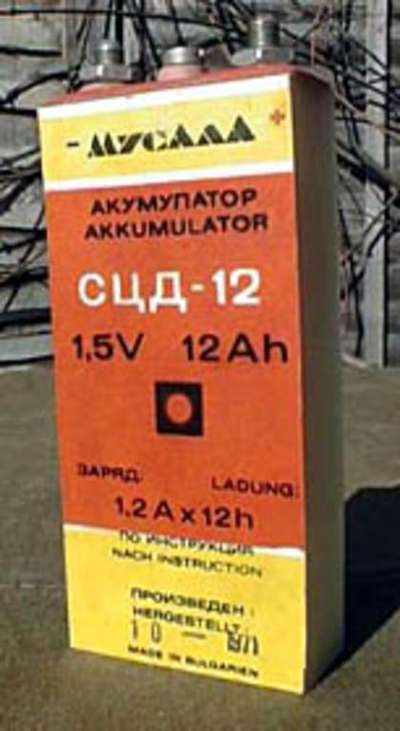 - МУСАЛА +
АКУМУПАТОР
AKKUMULATOR
СЦД-12
1,5V 12Ah
ЗАРЯД: LADUNG:
1,2 A x 12h
ПО ИНСТРУКЦИЯ
NACH INSTRUCTION
ПРОИЗВЕДЕН:
HERGESTELLT
10 — 1971
MADE IN BULGARIEN